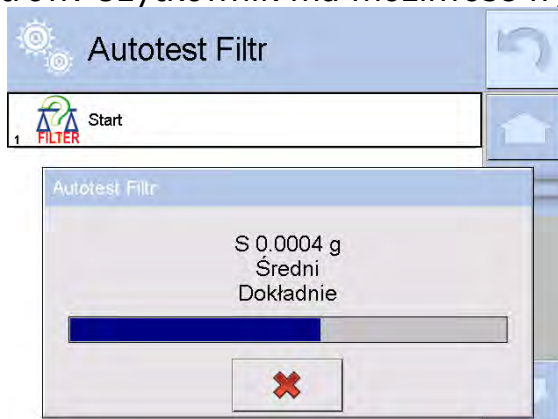 Autotest Filtr
Start
1 FILTER
Autotest Filtr
S 0.0004 g
Średni
Dokładnie